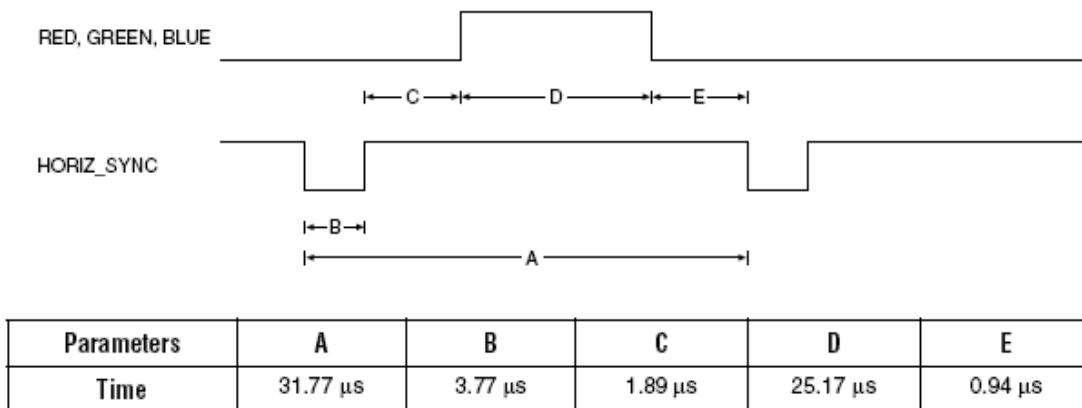 RED, GREEN, BLUE
C D E
HORIZ_SYNC
B
A
Parameters A B C D E
Time 31.77 μs 3.77 μs 1.89 μs 25.17 μs 0.94 μs